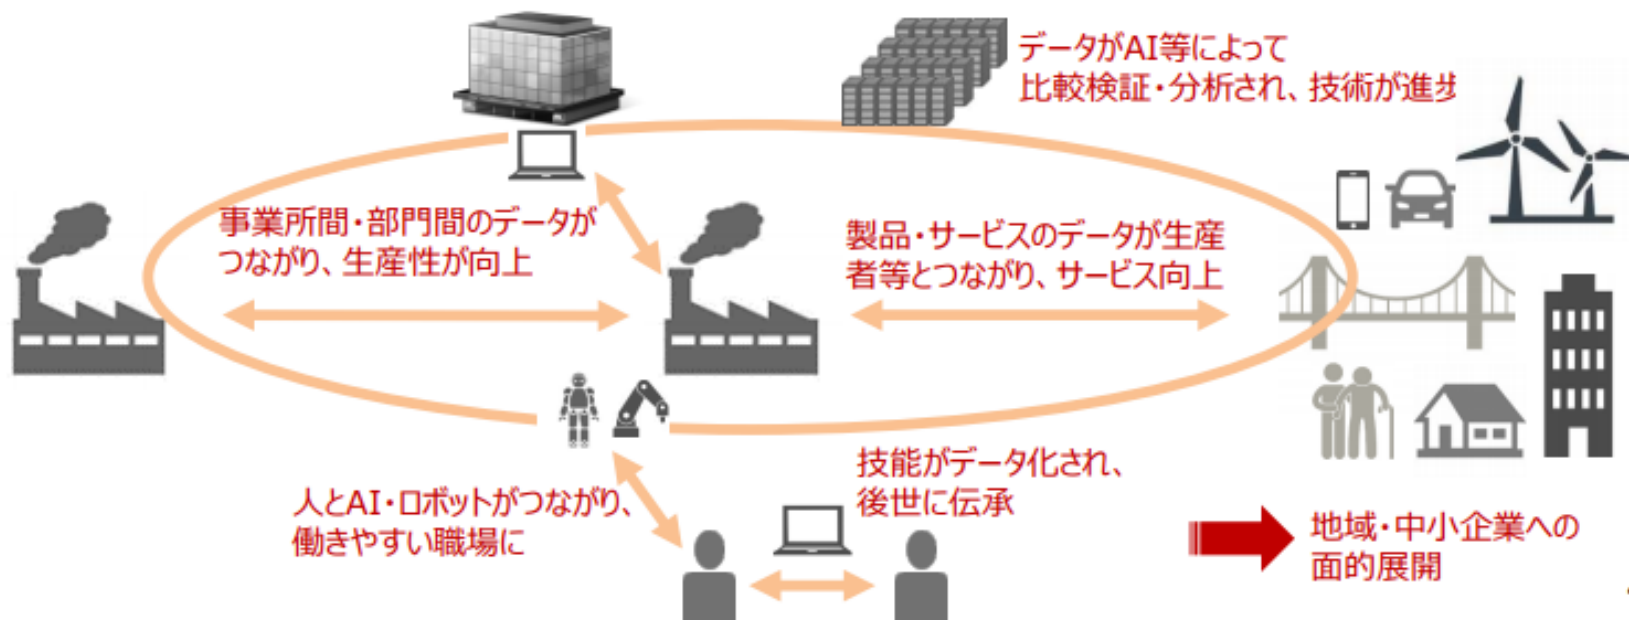 データがAI等によって
比較検証・分析され、技術が進歩
事業所間・部門間のデータが
つながり、生産性が向上
製品・サービスのデータが生産
者等とつながり、サービス向上
人とAI・ロボットがつながり、
働きやすい職場に
技能がデータ化され、
後世に伝承
地域・中小企業への
面的展開